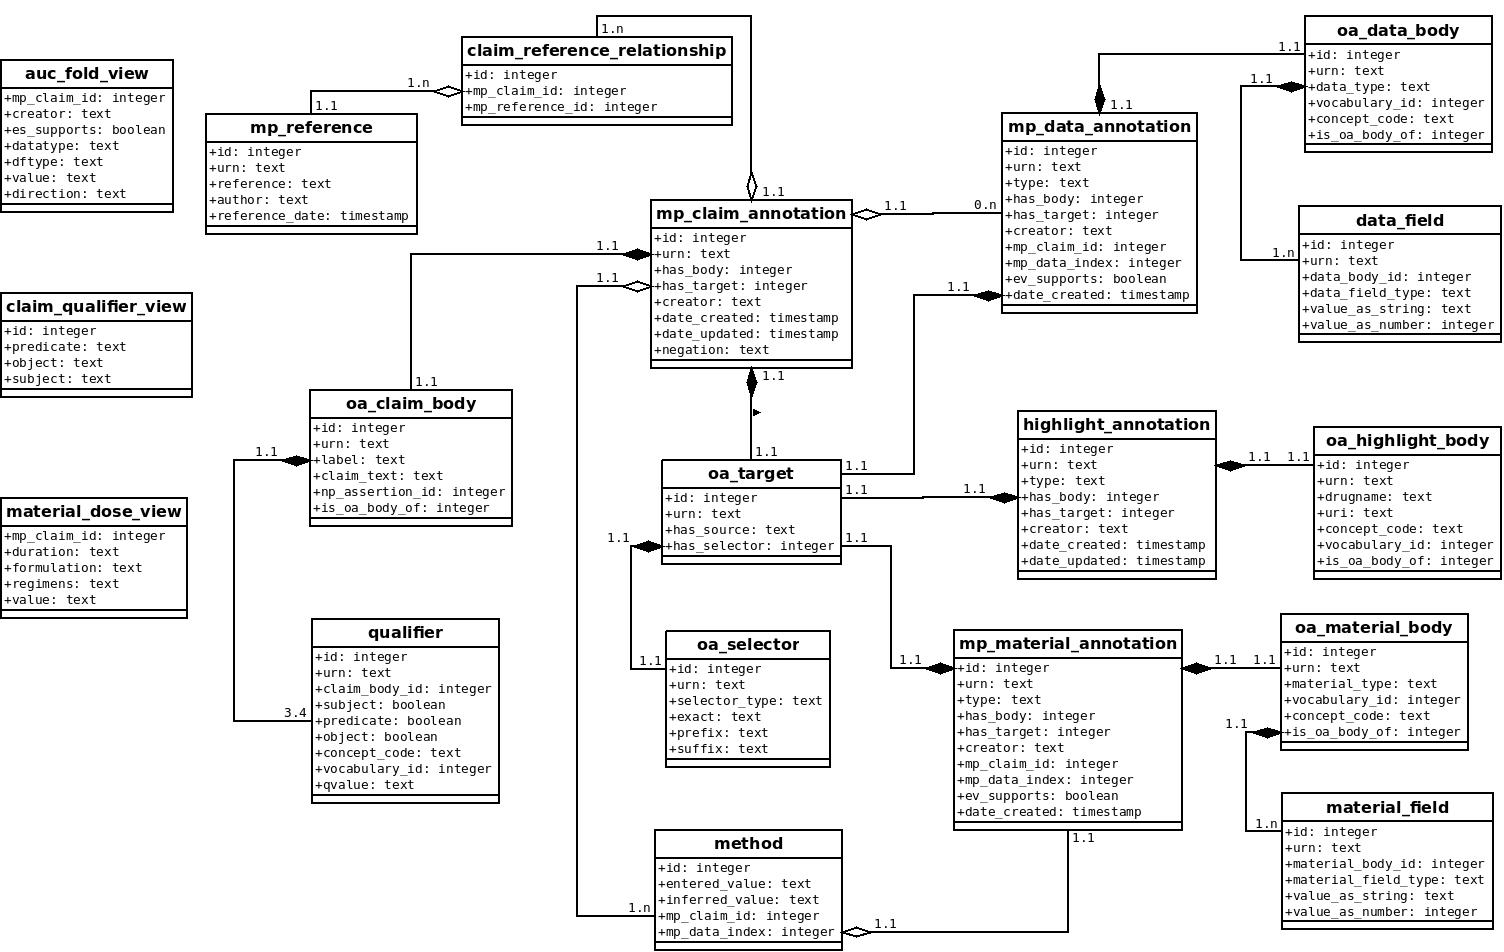 auc_fold_view
+mp_claim_id: integer
+creator: text
+es_supports: boolean
+datatype: text
+dftype: text
+value: text
+direction: text
1.n
claim_reference_relationship
+id: integer
+mp_claim_id: integer
+mp_reference_id: integer
1.n
1.1
mp_reference
+id: integer
+urn: text
+reference: text
+author: text
+reference_date: timestamp
1.1
mp_claim_annotation
+id: integer
+urn: text
+has_body: integer
+has_target: integer
+creator: text
+date_created: timestamp
+date_updated: timestamp
+negation: text
1.1
1.1
1.1
0.n
1.1
1.1
mp_data_annotation
+id: integer
+urn: text
+type: text
+has_body: integer
+has_target: integer
+creator: text
+mp_claim_id: integer
+mp_data_index: integer
+ev_supports: boolean
+date_created: timestamp
1.1
1.1
oa_data_body
+id: integer
+urn: text
+data_type: text
+vocabulary_id: integer
+concept_code: text
+is_oa_body_of: integer
1.1
1.n
data_field
+id: integer
+urn: text
+data_body_id: integer
+data_field_type: text
+value_as_string: text
+value_as_number: integer
claim_qualifier_view
+id: integer
+predicate: text
+object: text
+subject: text
1.1
oa_claim_body
+id: integer
+urn: text
+label: text
+claim_text: text
+np_assertion_id: integer
+is_oa_body_of: integer
1.1
1.1
oa_target
+id: integer
+urn: text
+has_source: text
+has_selector: integer
1.1
1.1
1.1
1.1
1.1
highlight_annotation
+id: integer
+urn: text
+type: text
+has_body: integer
+has_target: integer
+creator: text
+date_created: timestamp
+date_updated: timestamp
1.1 1.1
oa_highlight_body
+id: integer
+urn: text
+drugname: text
+uri: text
+concept_code: text
+vocabulary_id: integer
+is_oa_body_of: integer
material_dose_view
+mp_claim_id: integer
+duration: text
+formulation: text
+regimens: text
+value: text
3.4
qualifier
+id: integer
+urn: text
+claim_body_id: integer
+subject: boolean
+predicate: boolean
+object: boolean
+concept_code: text
+vocabulary_id: integer
+qvalue: text
1.1
oa_selector
+id: integer
+urn: text
+selector_type: text
+exact: text
+prefix: text
+suffix: text
1.1
mp_material_annotation
+id: integer
+urn: text
+type: text
+has_body: integer
+has_target: integer
+creator: text
+mp_claim_id: integer
+mp_data_index: integer
+ev_supports: boolean
+date_created: timestamp
1.1 1.1
oa_material_body
+id: integer
+urn: text
+material_type: text
+vocabulary_id: integer
+concept_code: text
+is_oa_body_of: integer
1.1
1.n
material_field
+id: integer
+urn: text
+material_body_id: integer
+material_field_type: text
+value_as_string: text
+value_as_number: integer
1.1
1.n
method
+id: integer
+entered_value: text
+inferred_value: text
+mp_claim_id: integer
+mp_data_index: integer
1.1